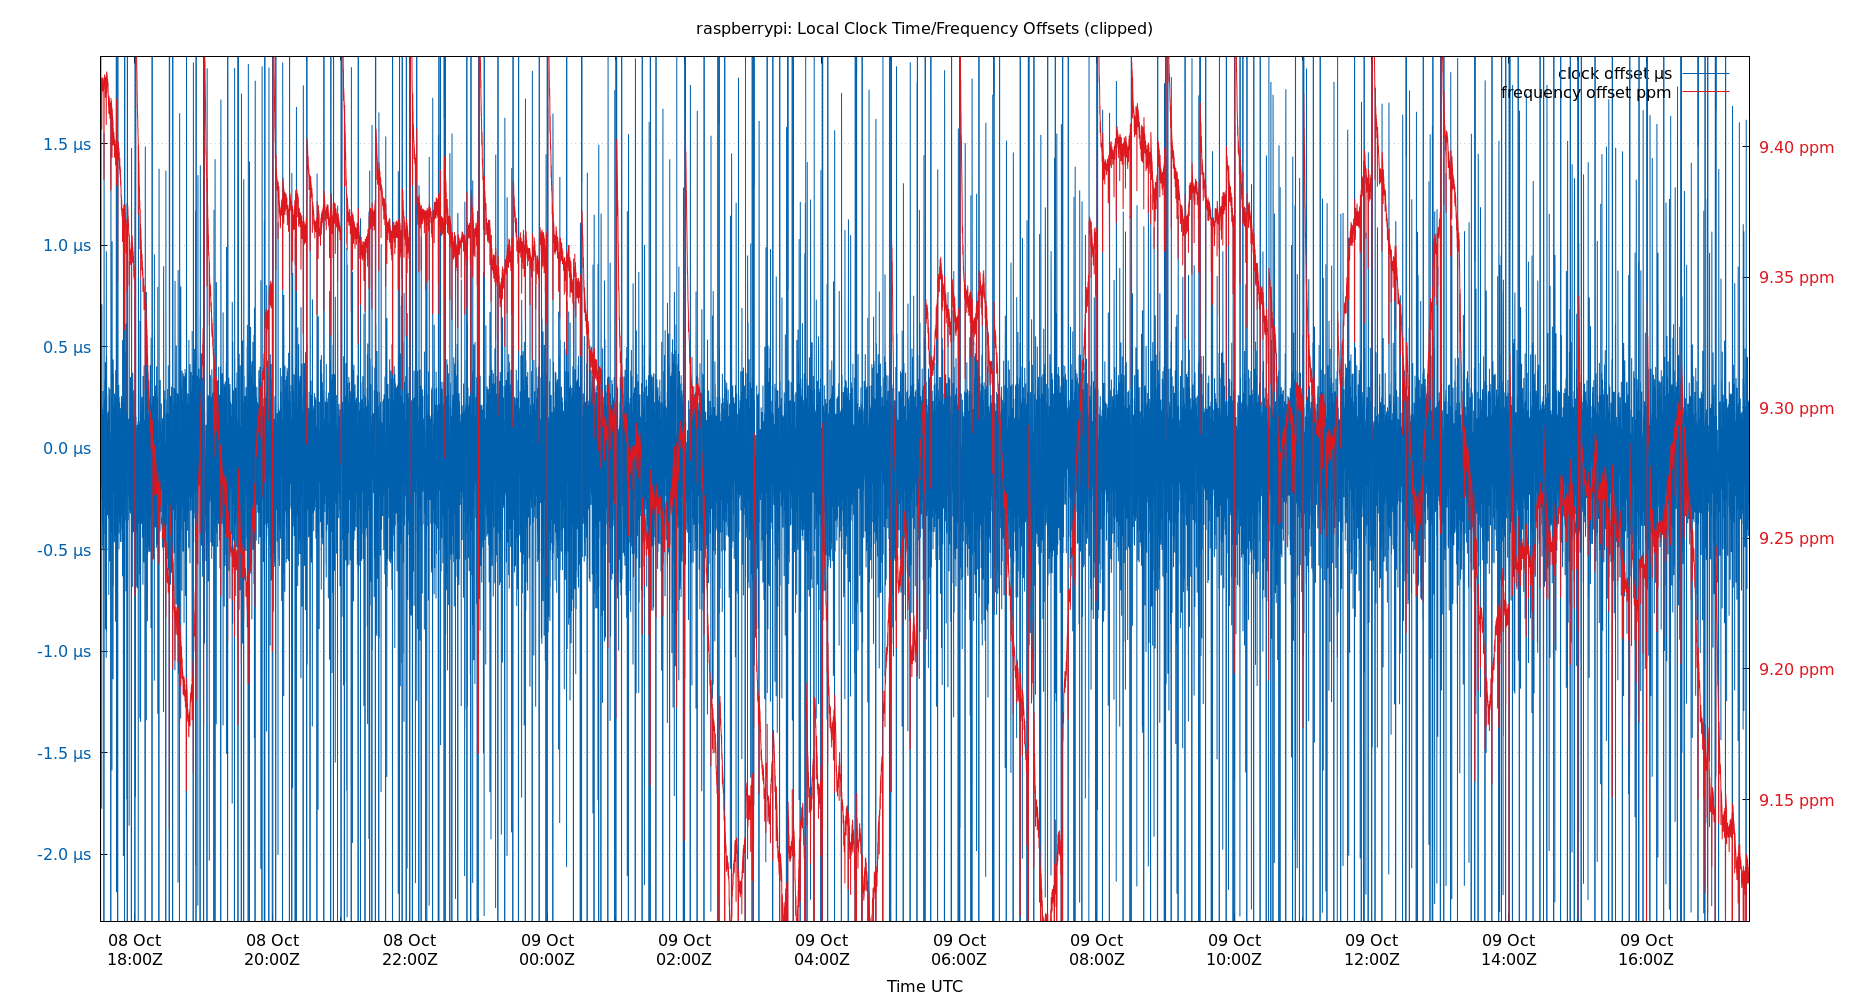 raspberrypi: Local Clock Time/Frequency Offsets (clipped)
clock offset µs
frequency offset ppm
1.5 µs
1.0 µs
0.5 µs
0.0 µs
-0.5 µs
-1.0 µs
-1.5 µs
-2.0 µs
9.40 ppm
9.35 ppm
9.30 ppm
9.25 ppm
9.20 ppm
9.15 ppm
08 Oct 08 Oct 08 Oct 09 Oct 09 Oct 09 Oct 09 Oct 09 Oct 09 Oct 09 Oct 09 Oct 09 Oct
18:00Z 20:00Z 22:00Z 00:00Z 02:00Z 04:00Z 06:00Z 08:00Z 10:00Z 12:00Z 14:00Z 16:00Z
Time UTC